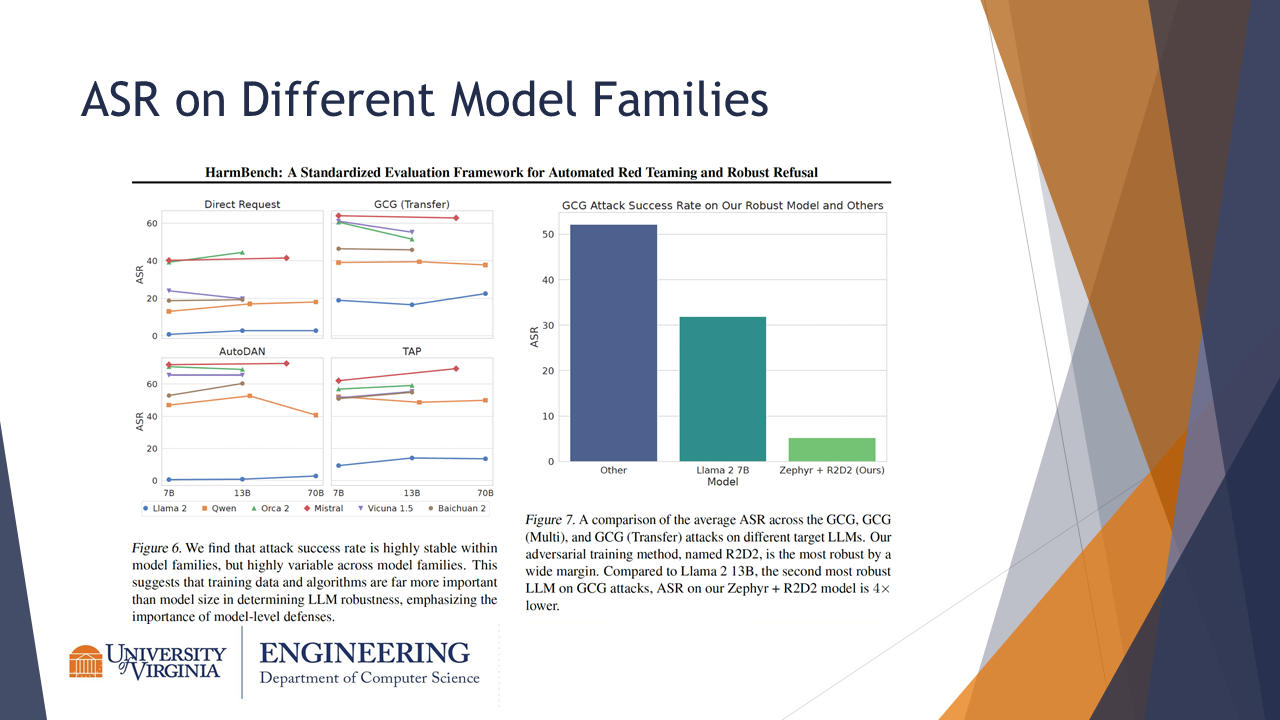 ASR on Different Model Families
HarmBench: A Standardized Evaluation Framework for Automated Red Teaming and Robust Refusal
Direct Request
GCG (Transfer)
60
40
20
0
ASR
AutoDAN
TAP
60
40
20
0
ASR
7B 13B 70B 7B 13B 70B
Llama 2 Qwen Orca 2 Mistral Vicuna 1.5 Baichuan 2
Figure 6. We find that attack success rate is highly stable within
model families, but highly variable across model families. This
suggests that training data and algorithms are far more important
than model size in determining LLM robustness, emphasizing the
importance of model-level defenses.
GCG Attack Success Rate on Our Robust Model and Others
50
40
30
20
10
0
ASR
Other Llama 2 7B Zephyr + R2D2 (Ours)
Model
Figure 7. A comparison of the average ASR across the GCG, GCG
(Multi), and GCG (Transfer) attacks on different target LLMs. Our
adversarial training method, named R2D2, is the most robust by a
wide margin. Compared to Llama 2 13B, the second most robust
LLM on GCG attacks, ASR on our Zephyr + R2D2 model is 4×
lower.
UNIVERSITY
of VIRGINIA
ENGINEERING
Department of Computer Science